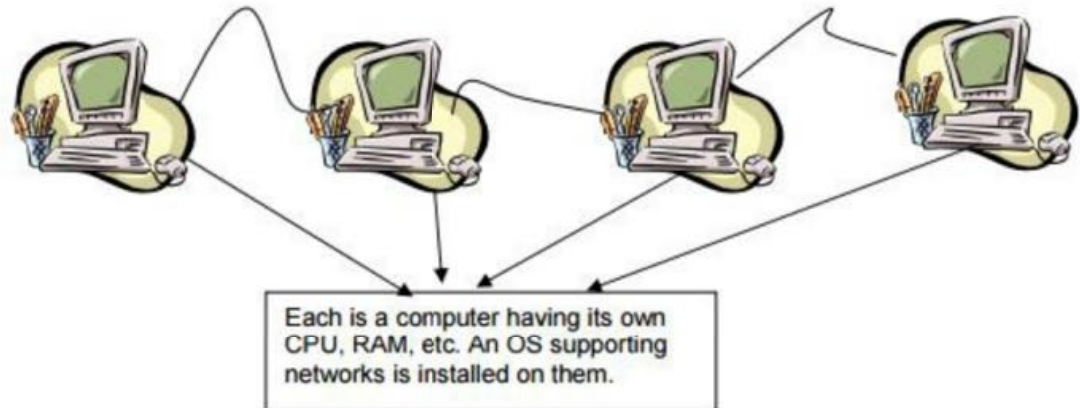 Each is a computer having its own
CPU, RAM, etc. An OS supporting
networks is installed on them.